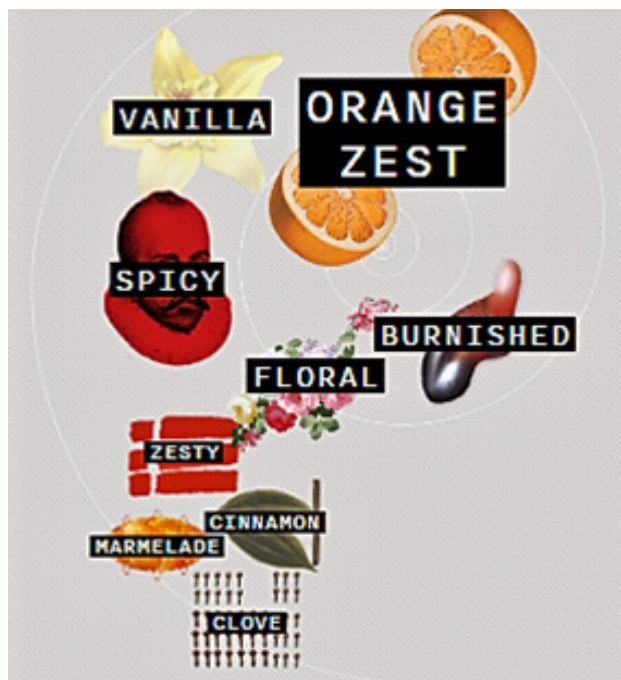 VANILLA
ORANGE
ZEST
SPICY
BURNISHED
FLORAL
ZESTY
CINNAMON
MARMELADE
CLOVE